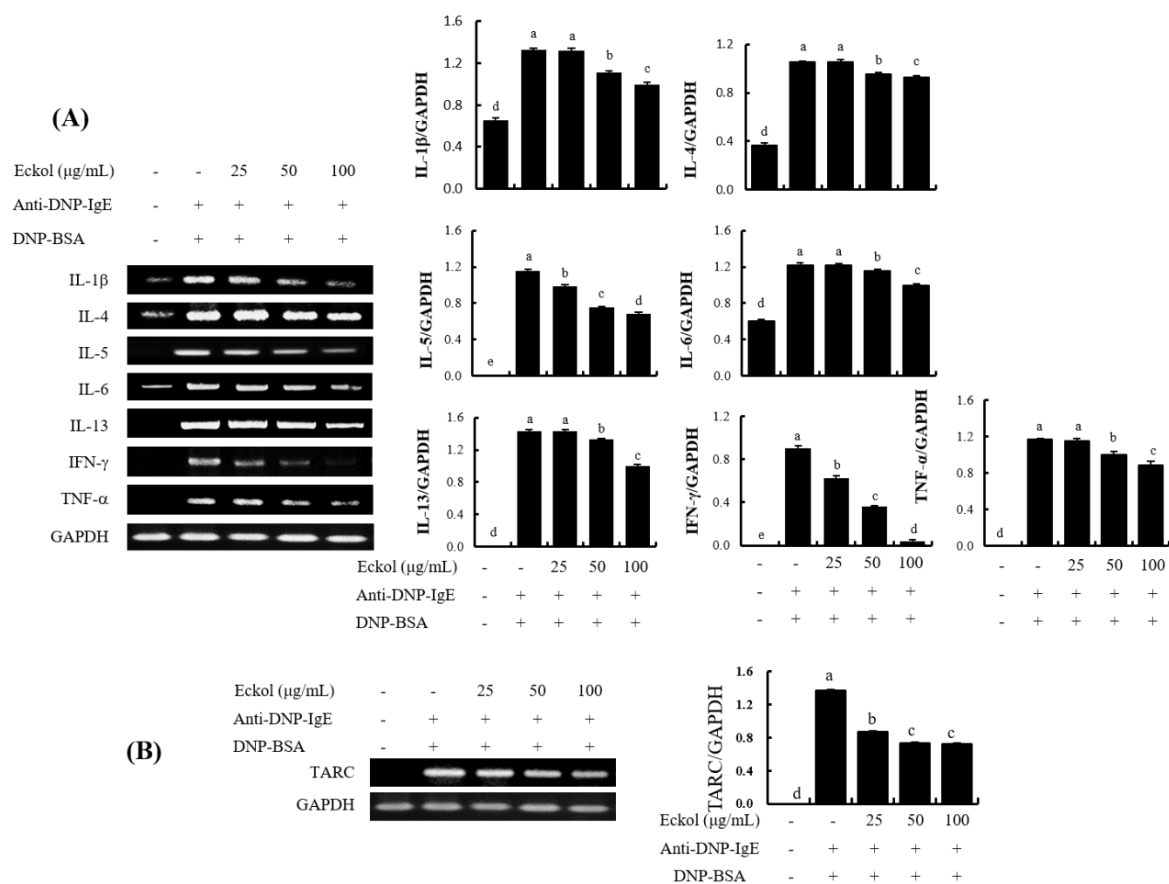 (A)
Eckol (μg/mL) - - 25 50 100
Anti-DNP-IgE - + + + +
DNP-BSA - + + + +
IL-1β
IL-4
IL-5
IL-6
IL-13
IFN-γ
TNF-α
GAPDH
IL-1β/GAPDH
1.6
1.2
0.8
0.4
0.0
d a a b c
IL-4/GAPDH
1.4
1.2
0.8
0.4
0.0
d a a b c
IL-5/GAPDH
1.6
1.2
0.8
0.4
0.0
e a b c d
IL-6/GAPDH
1.6
1.2
0.8
0.4
0.0
d a a b c
IL-13/GAPDH
1.6
1.2
0.8
0.4
0.0
d a a b c
Eckol (μg/mL) - - 25 50 100
Anti-DNP-IgE - + + + +
DNP-BSA - + + + +
IFN-γ/GAPDH
1.2
0.8
0.4
0.0
e a b c d
- - 25 50 100
- + + + +
- + + + +
TNF-α/GAPDH
1.6
1.2
0.8
0.4
0.0
d a a b c
- - 25 50 100
- + + + +
- + + + +
(B)
Eckol (μg/mL) - - 25 50 100
Anti-DNP-IgE - + + + +
DNP-BSA - + + + +
TARC
GAPDH
TARC/GAPDH
1.6
1.2
0.8
0.4
0.0
d a b c c
Eckol (μg/mL) - - 25 50 100
Anti-DNP-IgE - + + + +
DNP-BSA - + + + +